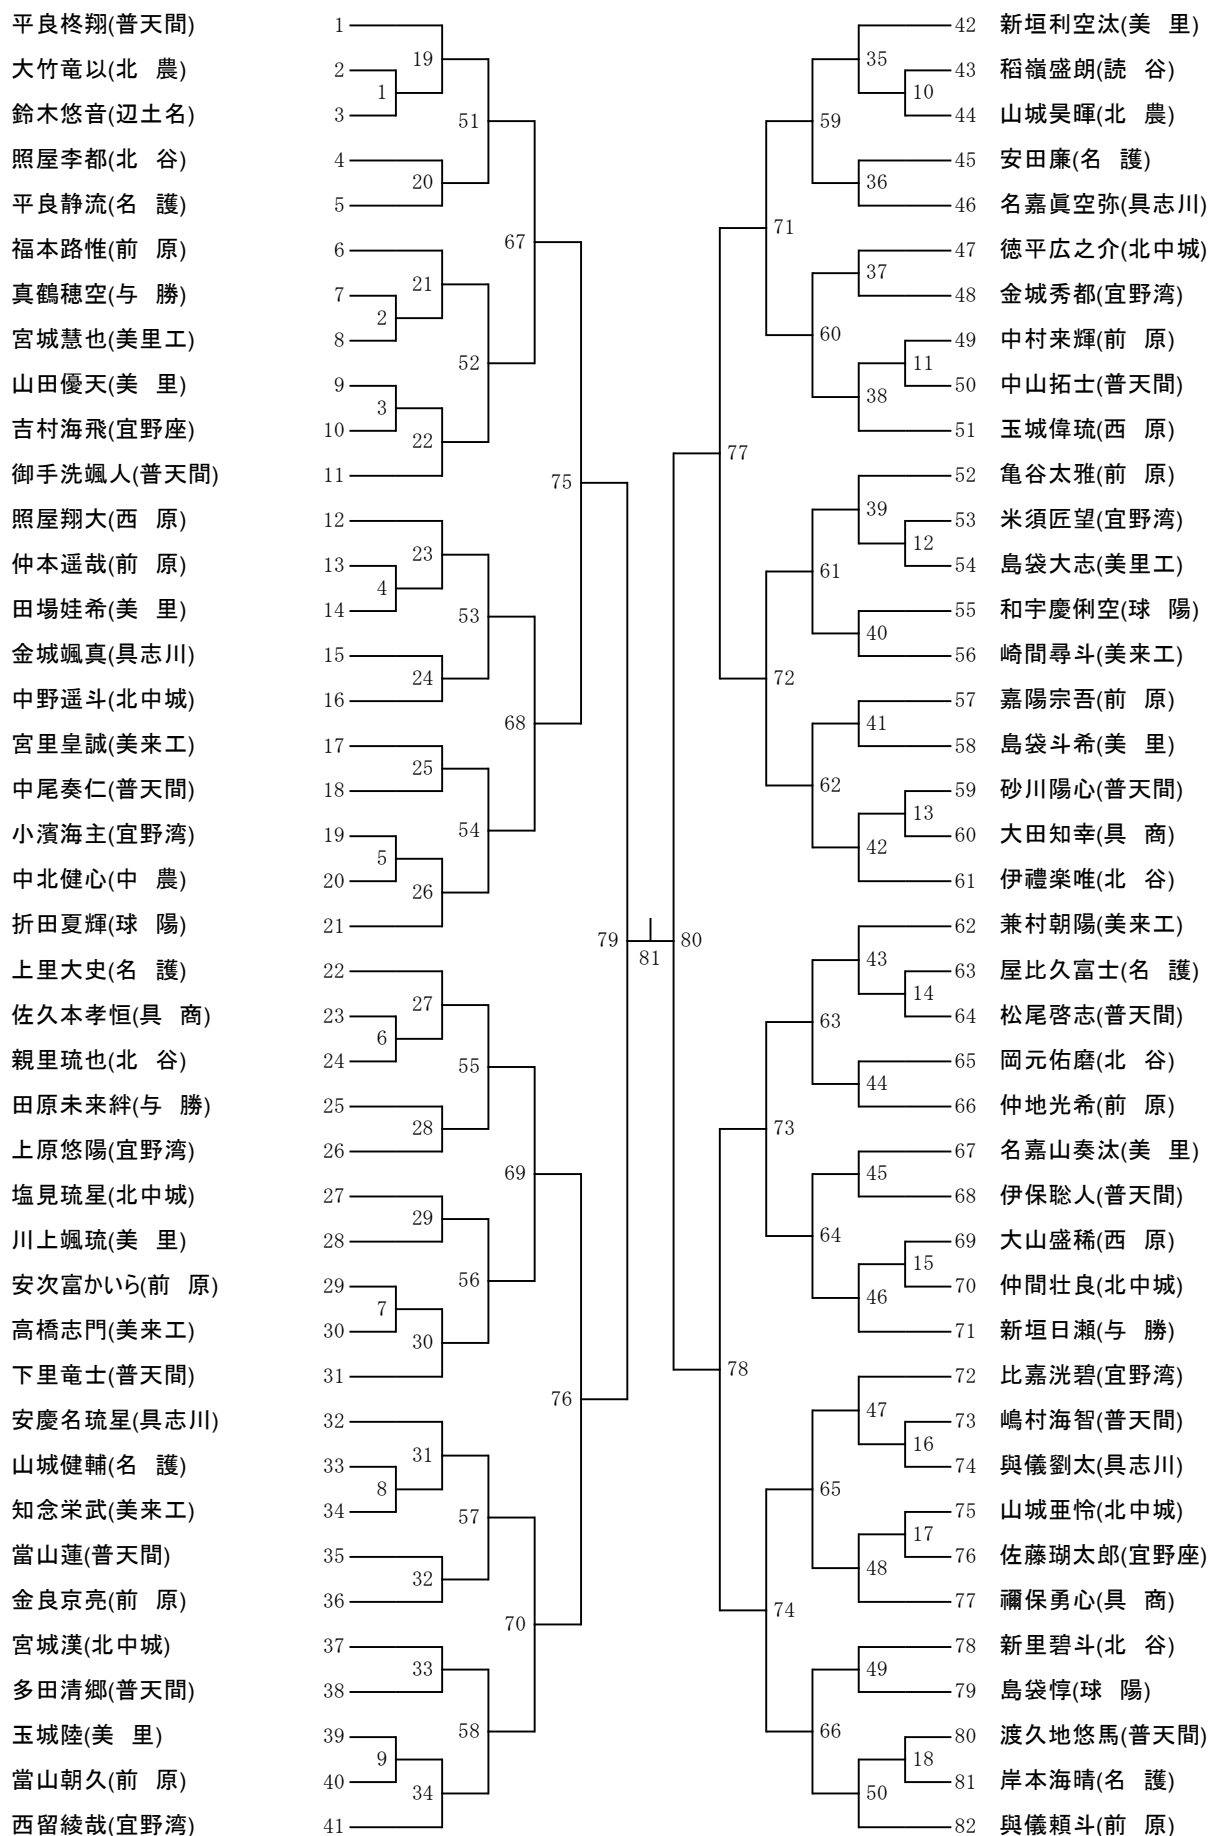 平良柊翔(普天間) 1
大竹竜以(北 農) 2
鈴木悠音(辺土名) 3
照屋李都(北 谷) 4
平良静流(名 護) 5
福本路惟(前 原) 6
真鶴穂空(与 勝) 7
宮城慧也(美里工) 8
山田優天(美 里) 9
吉村海飛(宜野座) 10
御手洗颯人(普天間) 11
照屋翔大(西 原) 12
仲本遥哉(前 原) 13
田場娃希(美 里) 14
金城颯真(具志川) 15
中野遥斗(北中城) 16
宮里皇誠(美来工) 17
中尾奏仁(普天間) 18
小濱海主(宜野湾) 19
中北健心(中 農) 20
折田夏輝(球 陽) 21
上里大史(名 護) 22
佐久本孝恒(具 商) 23
親里琉也(北 谷) 24
田原未来絆(与 勝) 25
上原悠陽(宜野湾) 26
塩見琉星(北中城) 27
川上颯琉(美 里) 28
安次富かいら(前 原) 29
高橋志門(美来工) 30
下里竜士(普天間) 31
安慶名琉星(具志川) 32
山城健輔(名 護) 33
知念栄武(美来工) 34
當山蓮(普天間) 35
金良京亮(前 原) 36
宮城漢(北中城) 37
多田清郷(普天間) 38
玉城陸(美 里) 39
當山朝久(前 原) 40
西留綾哉(宜野湾) 41
1
2
3
4
5
6
7
8
9
19
20
21
22
23
24
25
26
27
28
29
30
31
32
33
34
51
52
53
54
55
56
57
58
67
68
69
70
75
76
79
81
80
77
78
71
72
73
74
59
60
61
62
63
64
65
66
35
36
37
38
39
40
41
42
43
44
45
46
47
48
49
50
10
11
12
13
14
15
16
17
18
42 新垣利空汰(美 里)
43 稻嶺盛朗(読 谷)
44 山城昊暉(北 農)
45 安田廉(名 護)
46 名嘉眞空弥(具志川)
47 徳平広之介(北中城)
48 金城秀都(宜野湾)
49 中村来輝(前 原)
50 中山拓士(普天間)
51 玉城偉琉(西 原)
52 亀谷太雅(前 原)
53 米須匠望(宜野湾)
54 島袋大志(美里工)
55 和宇慶俐空(球 陽)
56 崎間尋斗(美来工)
57 嘉陽宗吾(前 原)
58 島袋斗希(美 里)
59 砂川陽心(普天間)
60 大田知幸(具 商)
61 伊禮楽唯(北 谷)
62 兼村朝陽(美来工)
63 屋比久富士(名 護)
64 松尾啓志(普天間)
65 岡元佑磨(北 谷)
66 仲地光希(前 原)
67 名嘉山奏汰(美 里)
68 伊保聡人(普天間)
69 大山盛稀(西 原)
70 仲間壮良(北中城)
71 新垣日瀬(与 勝)
72 比嘉洸碧(宜野湾)
73 嶋村海智(普天間)
74 與儀劉太(具志川)
75 山城亜怜(北中城)
76 佐藤瑚太郎(宜野座)
77 禰保勇心(具 商)
78 新里碧斗(北 谷)
79 島袋惇(球 陽)
80 渡久地悠馬(普天間)
81 岸本海晴(名 護)
82 與儀頼斗(前 原)